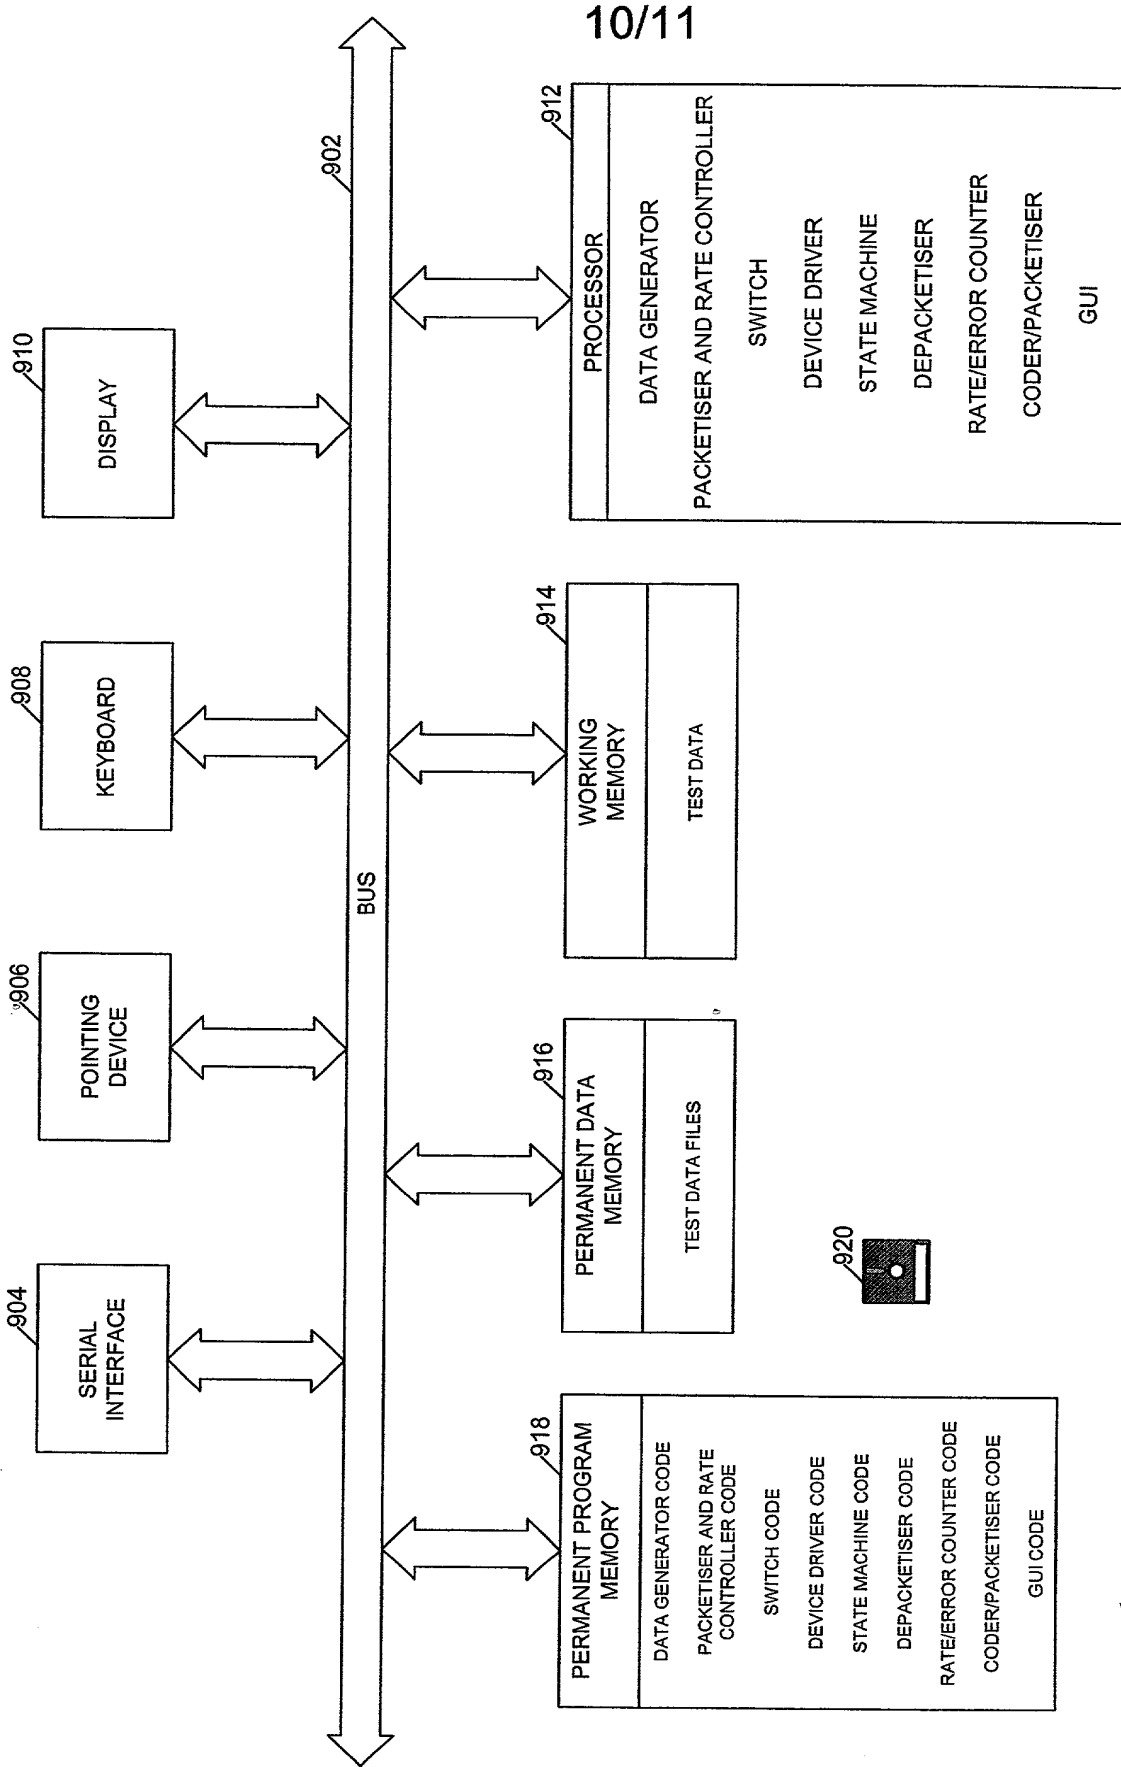 10/11
904
SERIAL
INTERFACE
906
POINTING
DEVICE
908
KEYBOARD
910
DISPLAY
902
BUS
918
PERMANENT PROGRAM
MEMORY
DATA GENERATOR CODE
PACKETISER AND RATE
CONTROLLER CODE
SWITCH CODE
DEVICE DRIVER CODE
STATE MACHINE CODE
DEPACKETISER CODE
RATE/ERROR COUNTER CODE
CODER/PACKETISER CODE
GUI CODE
916
PERMANENT DATA
MEMORY
TEST DATA FILES
920
914
WORKING
MEMORY
TEST DATA
912
PROCESSOR
DATA GENERATOR
PACKETISER AND RATE CONTROLLER
SWITCH
DEVICE DRIVER
STATE MACHINE
DEPACKETISER
RATE/ERROR COUNTER
CODER/PACKETISER
GUI